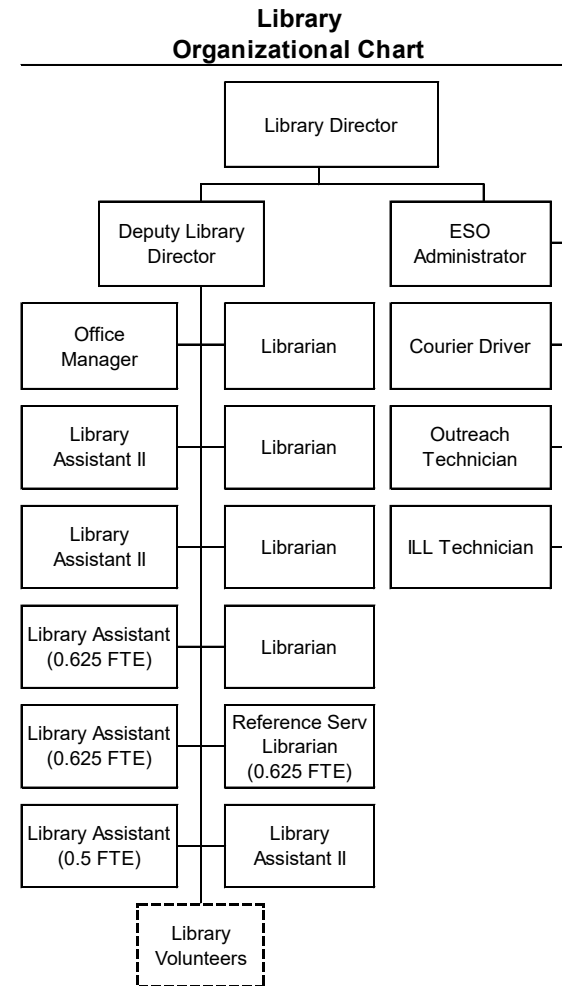 Library
Organizational Chart
Library Director
Deputy Library
Director
ESO
Administrator
Office
Manager
Librarian
Courier Driver
Library
Assistant II
Librarian
Outreach
Technician
Library
Assistant II
Librarian
ILL Technician
Library Assistant
(0.625 FTE)
Librarian
Library Assistant
(0.625 FTE)
Reference Serv
Librarian
(0.625 FTE)
Library Assistant
(0.5 FTE)
Library
Assistant II
Library
Volunteers